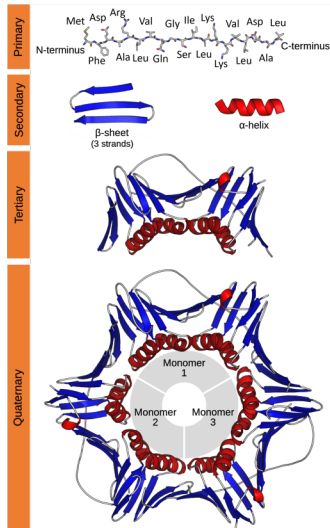 Primary
Met Asp Arg Val Gly Ile Lys Val Asp Leu
N-terminus
C-terminus
Phe Ala Leu Gln Ser Leu Lys Leu Ala
Secondary
β-sheet
(3 strands)
α-helix
Tertiary
Quaternary
Monomer
1
Monomer
2
Monomer
3